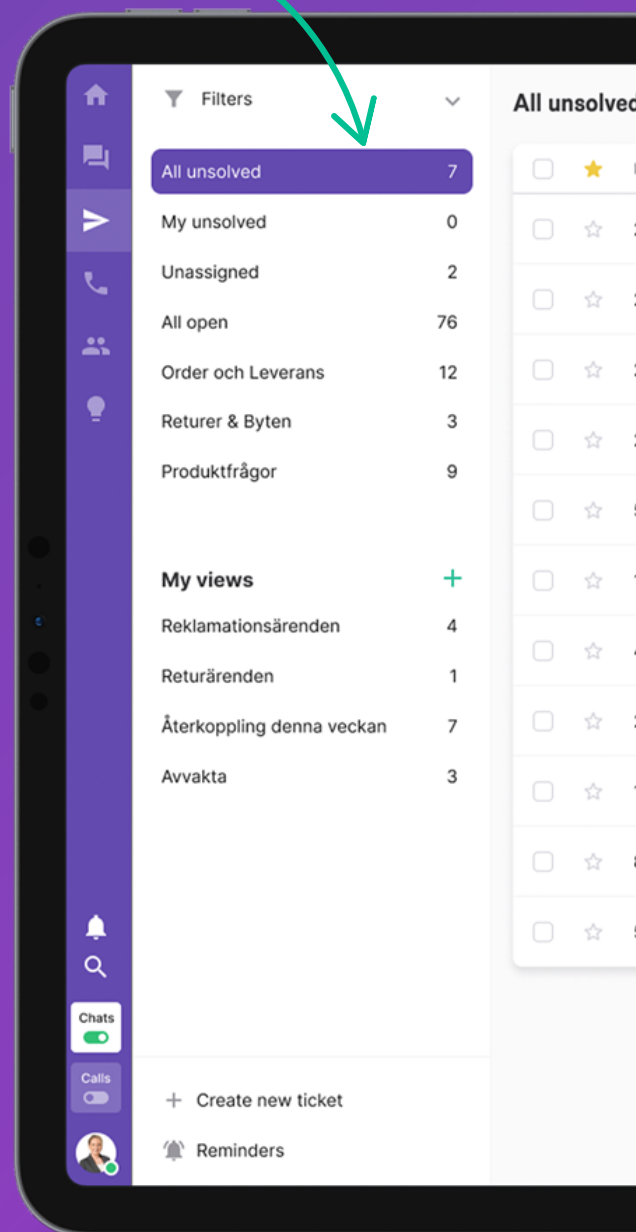 Filters
All unsolved 7
My unsolved 0
Unassigned 2
All open 76
Order och Leverans 12
Returer & Byten 3
Produktfrågor 9
My views +
Reklamationsärenden 4
Returärenden 1
Återkoppling denna veckan 7
Avvakta 3
Chats
Calls
+ Create new ticket
Reminders
All unsolved